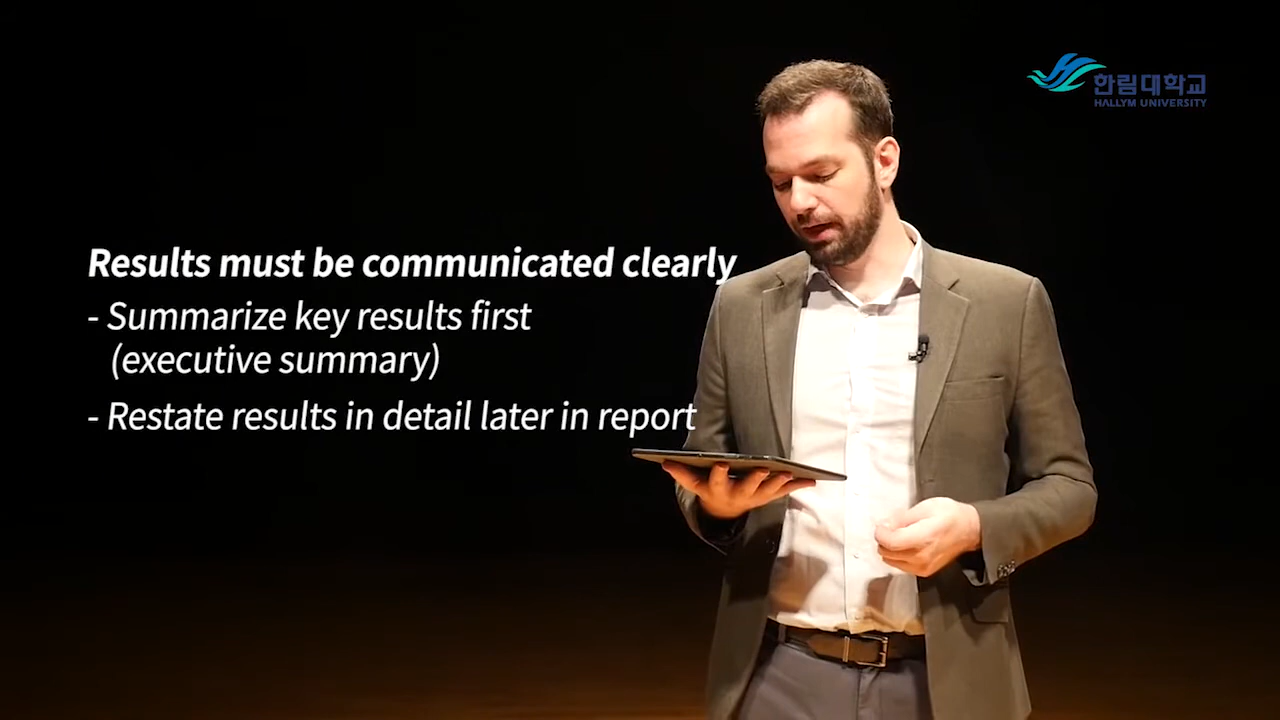 한림대학교
HALLYM UNIVERSITY
Results must be communicated clearly
- Summarize key results first
(executive summary)
- Restate results in detail later in report